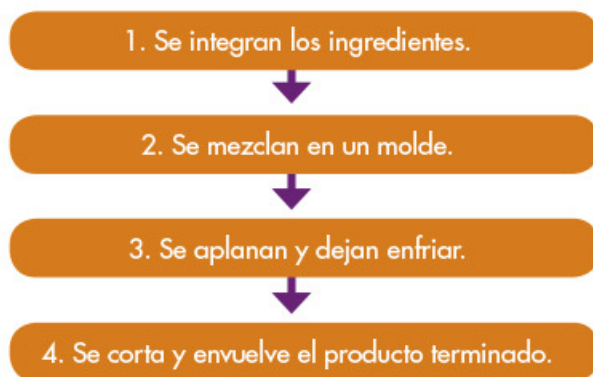 1. Se integran los ingredientes.
2. Se mezclan en un molde.
3. Se aplanan y dejan enfriar.
4. Se corta y envuelve el producto terminado.